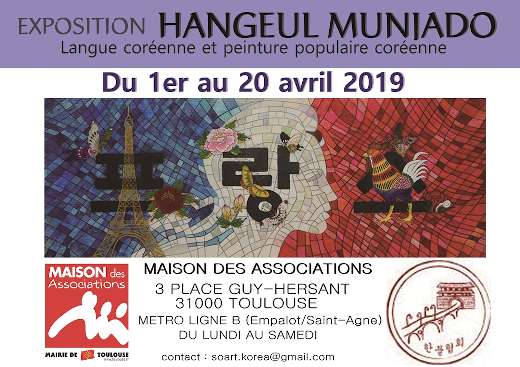 EXPOSITION HANGEUL MUNJADO
Langue coréenne et peinture populaire coréenne
Du 1er au 20 avril 2019
프랑스
MAISON des
Associations
MAIRIE DE TOULOUSE
MAISON DES ASSOCIATIONS
3 PLACE GUY-HERSANT
31000 TOULOUSE
METRO LIGNE B (Empalot/Saint-Agne)
DU LUNDI AU SAMEDI
contact : soart.korea@gmail.com
한글협회